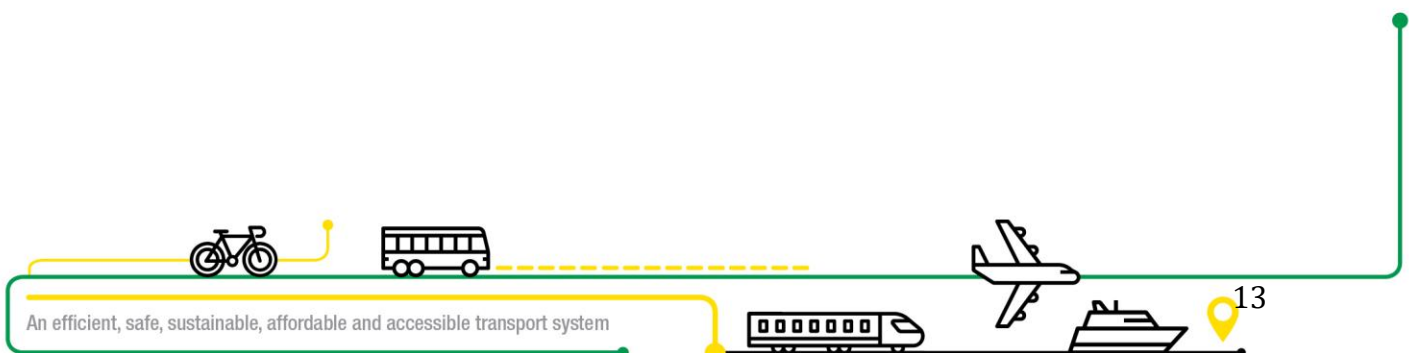 13
An efficient, safe, sustainable, affordable and accessible transport system